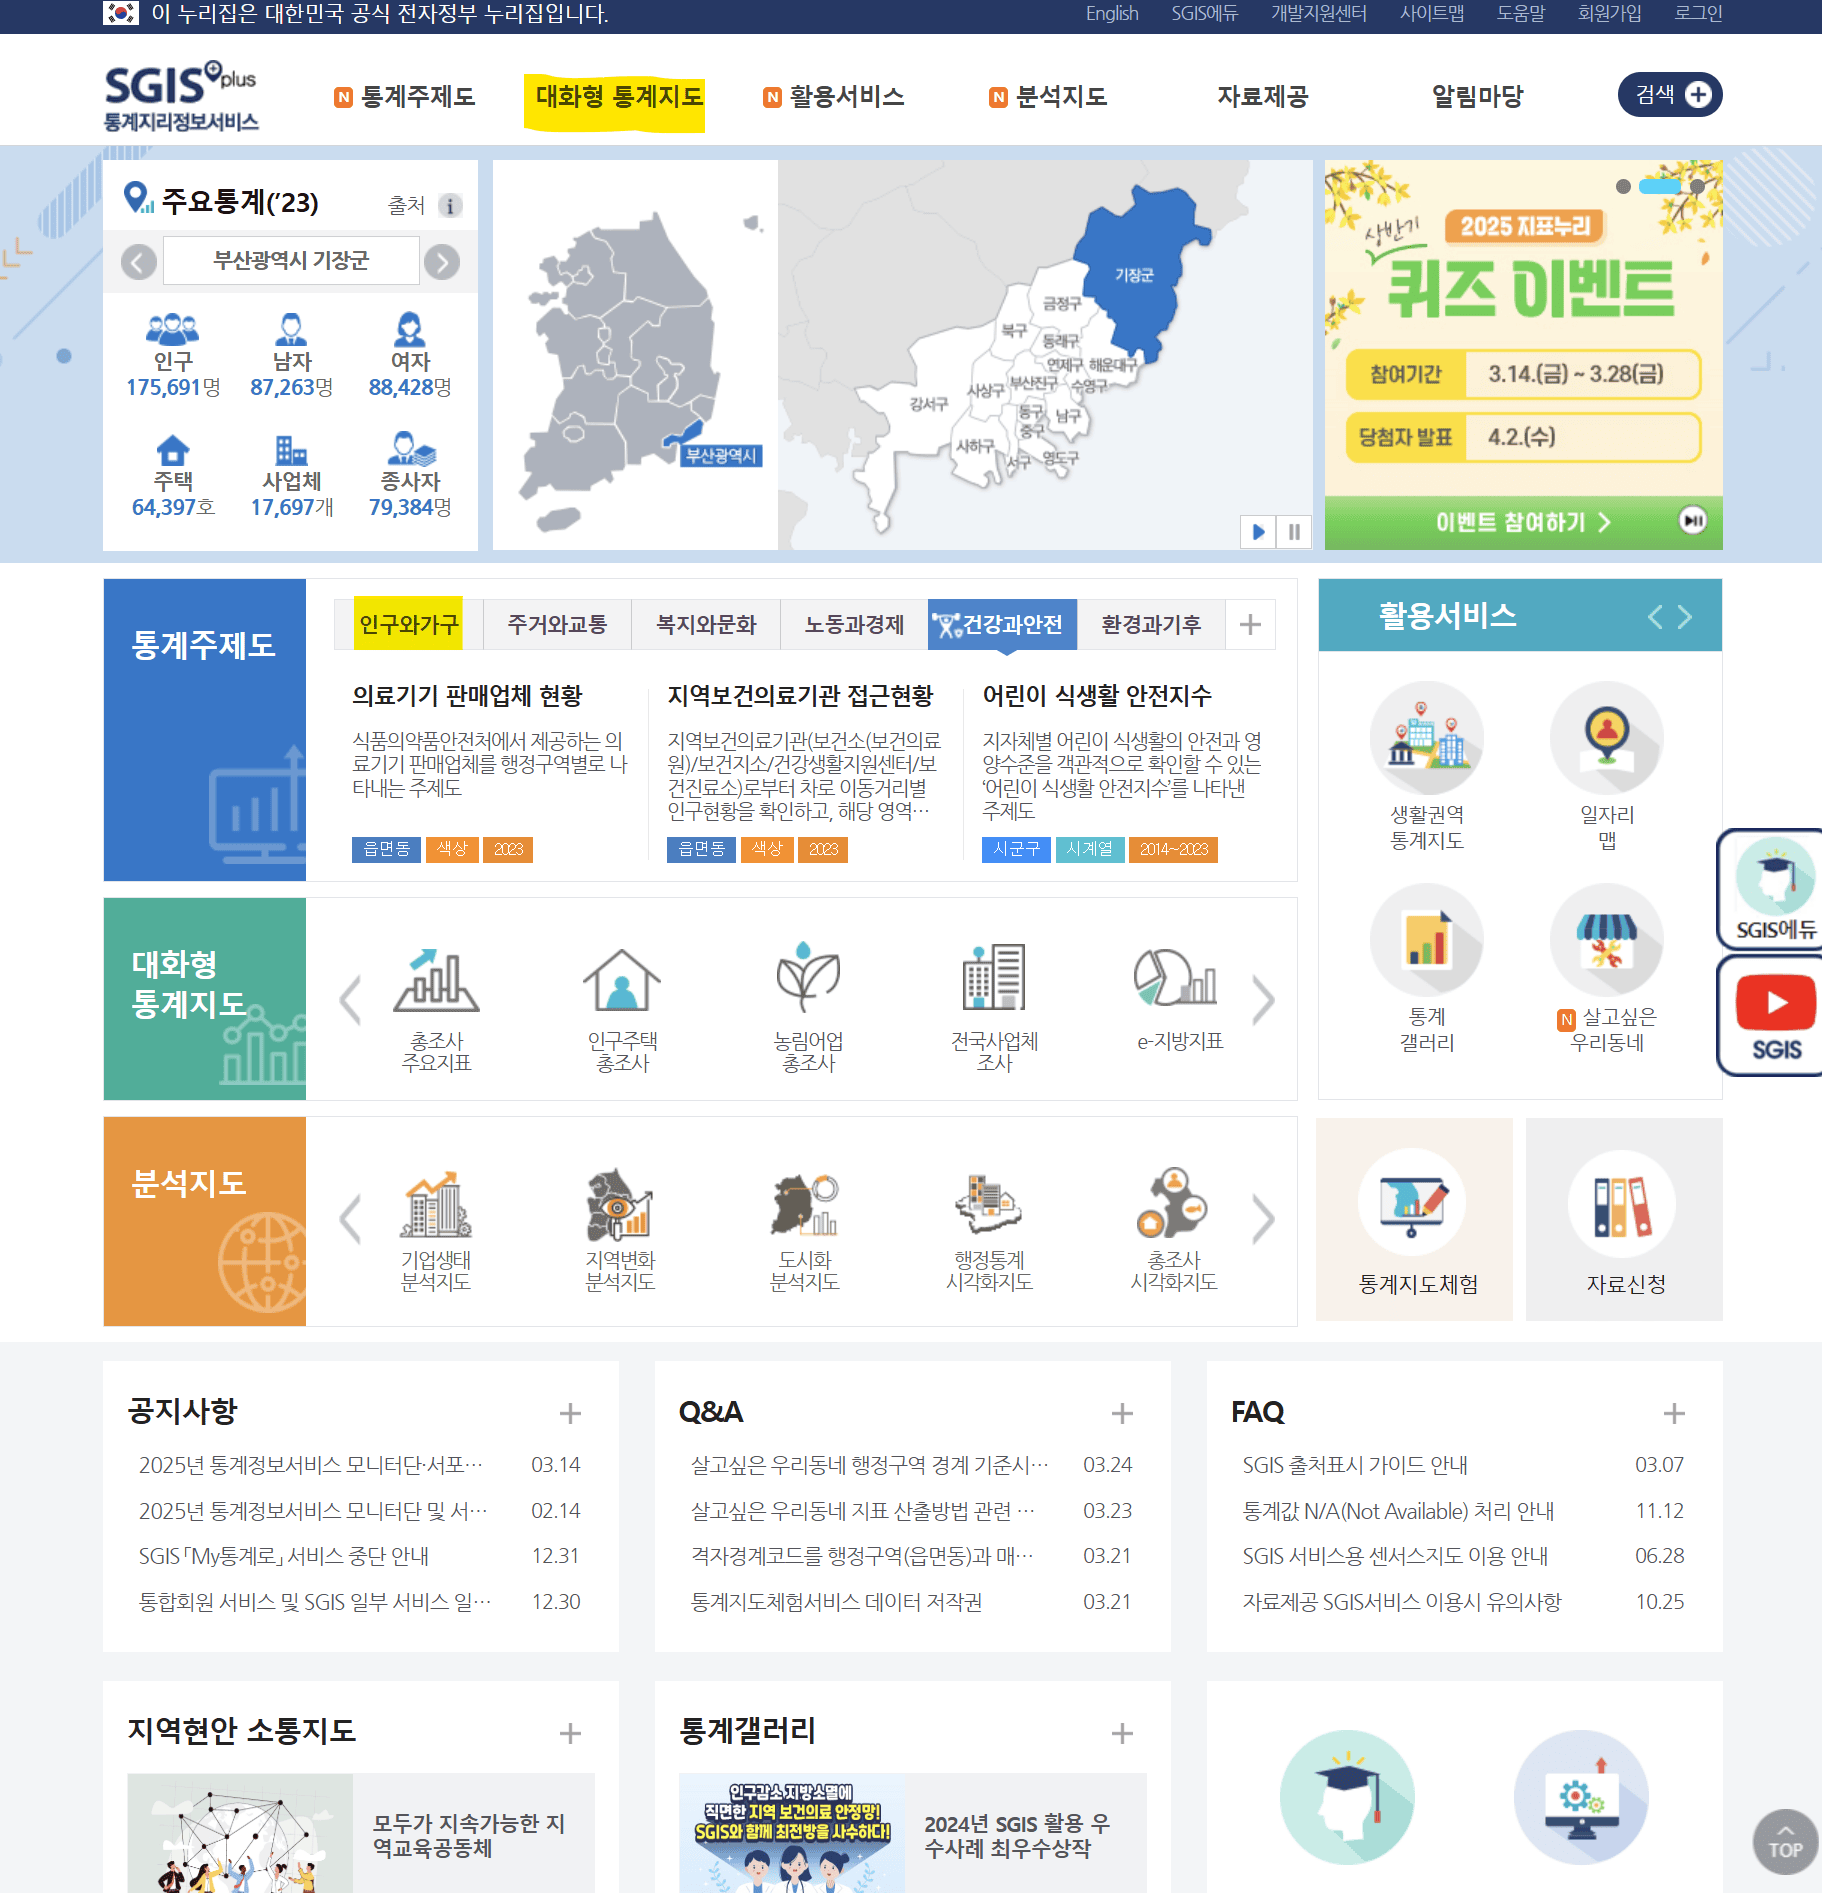 이 누리집은 대한민국 공식 전자정부 누리집입니다.
English SGIS에듀 개발지원센터 사이트맵 도움말 회원가입 로그인
SGIS plus
통계지리정보서비스
N 통계주제도 대화형 통계지도 N 활용서비스 N 분석지도 자료제공 알림마당 검색
주요통계('23) 출처 i
부산광역시 기장군
인구 남자 여자
175,691명 87,263명 88,428명
주택 사업체 종사자
64,397호 17,697개 79,384명
부산광역시
기장군
금정구
북구
동래구
연제구 해운대구
사상구 부산진구 수영구
강서구
동구 남구
중구
사하구
서구 영도구
2025 지표누리
상반기
퀴즈 이벤트
참여기간 3.14.(금) ~ 3.28(금)
당첨자 발표 4.2.(수)
이벤트 참여하기
통계주제도
인구와가구 주거와교통 복지와문화 노동과경제 건강과안전 환경과기후
의료기기 판매업체 현황
식품의약품안전처에서 제공하는 의
료기기 판매업체를 행정구역별로 나
타내는 주제도
읍면동 색상 2023
지역보건의료기관 접근현황
지역보건의료기관(보건소(보건의료
원)/보건지소/건강생활지원센터/보
건진료소)로부터 차로 이동거리별
인구현황을 확인하고, 해당 영역…
읍면동 색상 2023
어린이 식생활 안전지수
지자체별 어린이 식생활의 안전과 영
양수준을 객관적으로 확인할 수 있는
'어린이 식생활 안전지수'를 나타낸
주제도
시군구 시계열 2014~2023
활용서비스
생활권역
통계지도
일자리
맵
통계
갤러리
N 살고싶은
우리동네
SGIS에듀
SGIS
대화형
통계지도
총조사
주요지표
인구주택
총조사
농림어업
총조사
전국사업체
조사
e-지방지표
분석지도
기업생태
분석지도
지역변화
분석지도
도시화
분석지도
행정통계
시각화지도
총조사
시각화지도
통계지도체험
자료신청
공지사항
2025년 통계정보서비스 모니터단·서포… 03.14
2025년 통계정보서비스 모니터단 및 서… 02.14
SGIS「My통계로」서비스 중단 안내 12.31
통합회원 서비스 및 SGIS 일부 서비스 일… 12.30
Q&A
살고싶은 우리동네 행정구역 경계 기준시… 03.24
살고싶은 우리동네 지표 산출방법 관련 … 03.23
격자경계코드를 행정구역(읍면동)과 매… 03.21
통계지도체험서비스 데이터 저작권 03.21
FAQ
SGIS 출처표시 가이드 안내 03.07
통계값 N/A(Not Available) 처리 안내 11.12
SGIS 서비스용 센서스지도 이용 안내 06.28
자료제공 SGIS서비스 이용시 유의사항 10.25
지역현안 소통지도
모두가 지속가능한 지
역교육공동체
통계갤러리
인구감소 지방소멸에
직면한 지역 보건의료 안정망!
SGIS와 함께 최전방을 사수하다!
2024년 SGIS 활용 우
수사례 최우수상작
TOP